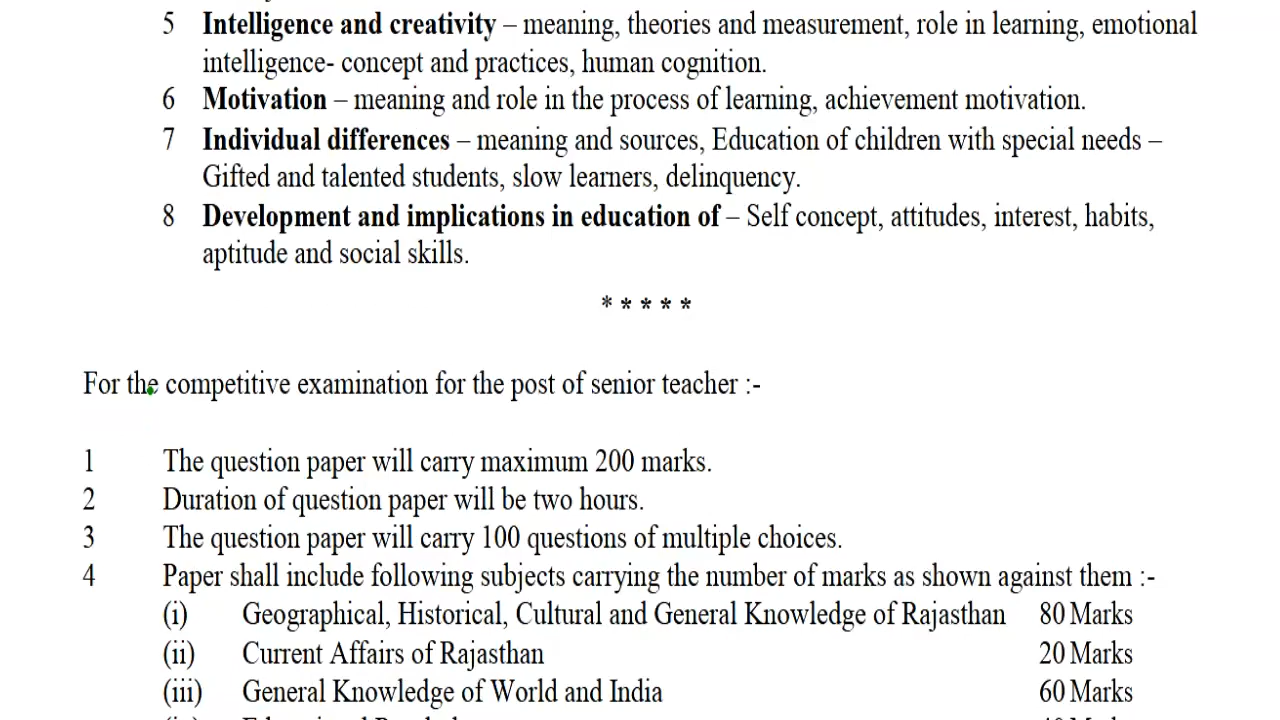 5 Intelligence and creativity – meaning, theories and measurement, role in learning, emotional
intelligence- concept and practices, human cognition.
6 Motivation – meaning and role in the process of learning, achievement motivation.
7 Individual differences – meaning and sources, Education of children with special needs –
Gifted and talented students, slow learners, delinquency.
8 Development and implications in education of – Self concept, attitudes, interest, habits,
aptitude and social skills.
* * * * *
For the competitive examination for the post of senior teacher :-
1 The question paper will carry maximum 200 marks.
2 Duration of question paper will be two hours.
3 The question paper will carry 100 questions of multiple choices.
4 Paper shall include following subjects carrying the number of marks as shown against them :-
(i) Geographical, Historical, Cultural and General Knowledge of Rajasthan 80 Marks
(ii) Current Affairs of Rajasthan 20 Marks
(iii) General Knowledge of World and India 60 Marks